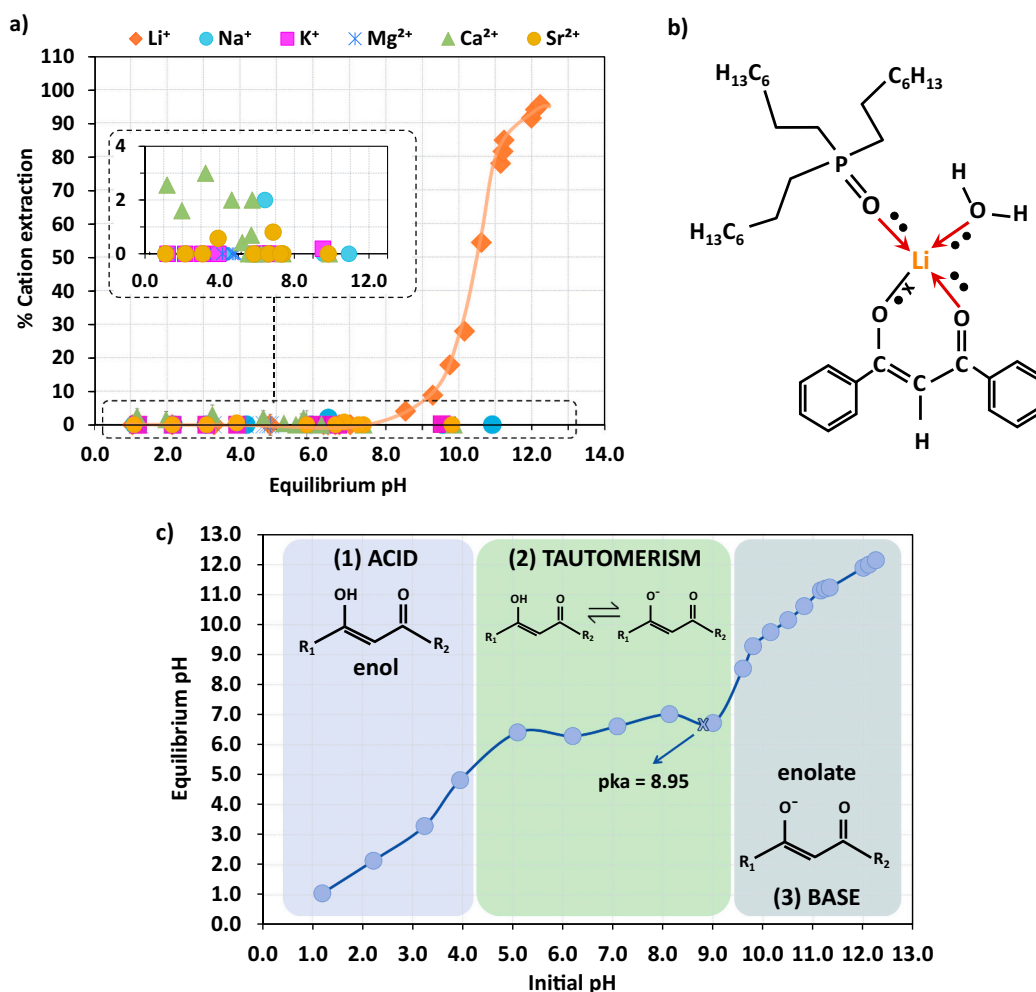 a)
Li⁺ Na⁺ K⁺ Mg²⁺ Ca²⁺ Sr²⁺
% Cation extraction
110
100
90
80
70
60
50
40
30
20
10
0
0.0 2.0 4.0 6.0 8.0 10.0 12.0 14.0
Equilibrium pH
4
2
0
0.0 4.0 8.0 12.0
b)
H₁₃C₆
C₆H₁₃
P
H
O
O
H
H₁₃C₆
Li
x
O
O
C
C
C
H
c)
Equilibrium pH
13.0
12.0
11.0
10.0
9.0
8.0
7.0
6.0
5.0
4.0
3.0
2.0
1.0
0.0
0.0 1.0 2.0 3.0 4.0 5.0 6.0 7.0 8.0 9.0 10.0 11.0 12.0 13.0
Initial pH
(1) ACID
OH O
R₁ R₂
enol
(2) TAUTOMERISM
OH O O⁻ O
R₁ R₂ R₁ R₂
X
pka = 8.95
enolate
O⁻ O
R₁ R₂
(3) BASE